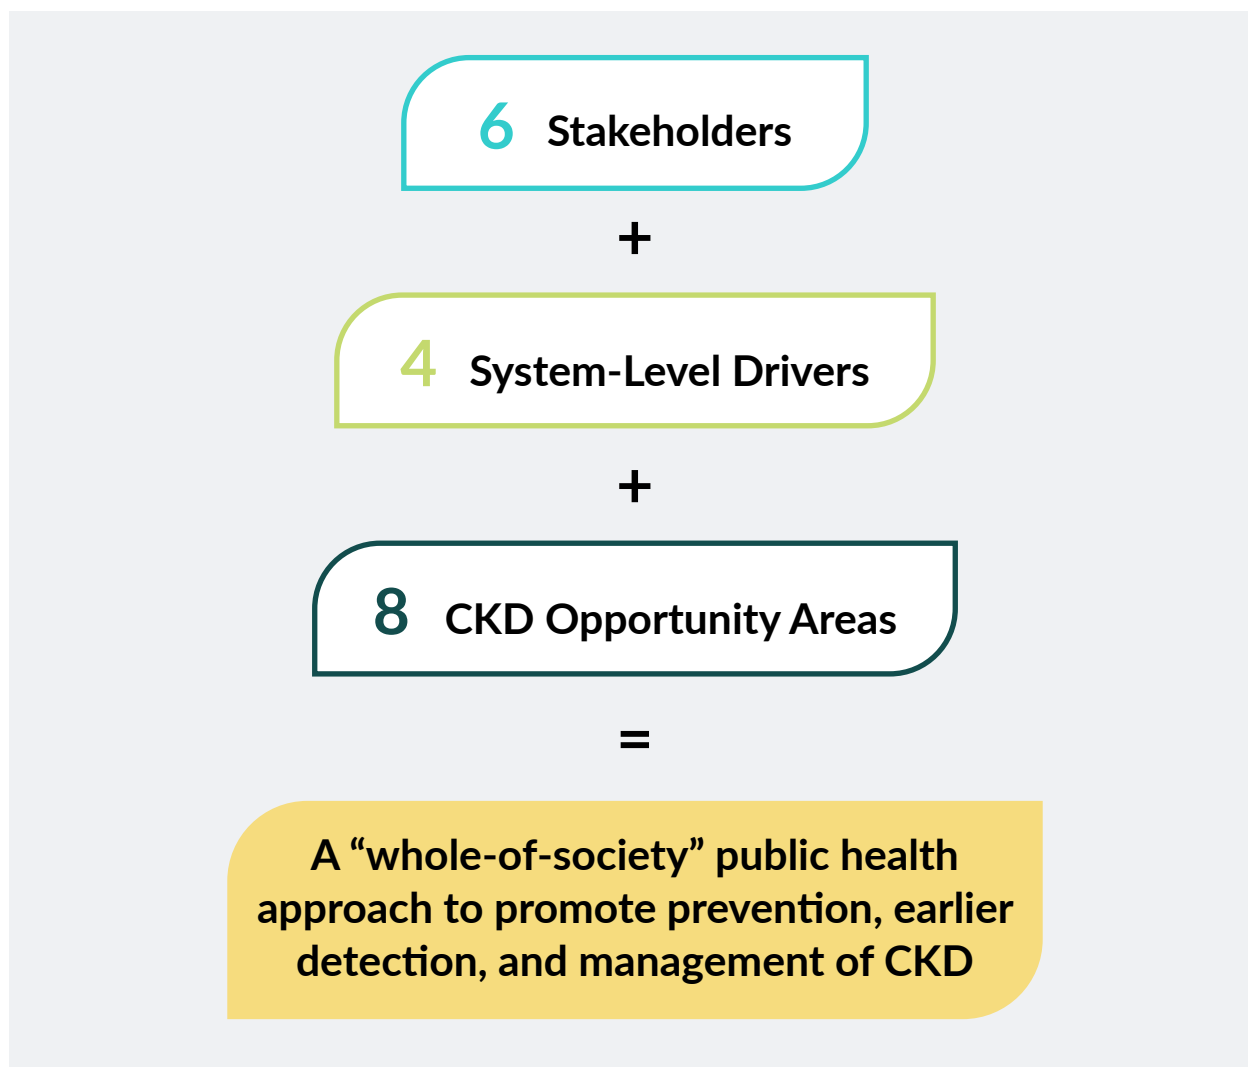 6 Stakeholders
+
4 System-Level Drivers
+
8 CKD Opportunity Areas
=
A “whole-of-society” public health
approach to promote prevention, earlier
detection, and management of CKD